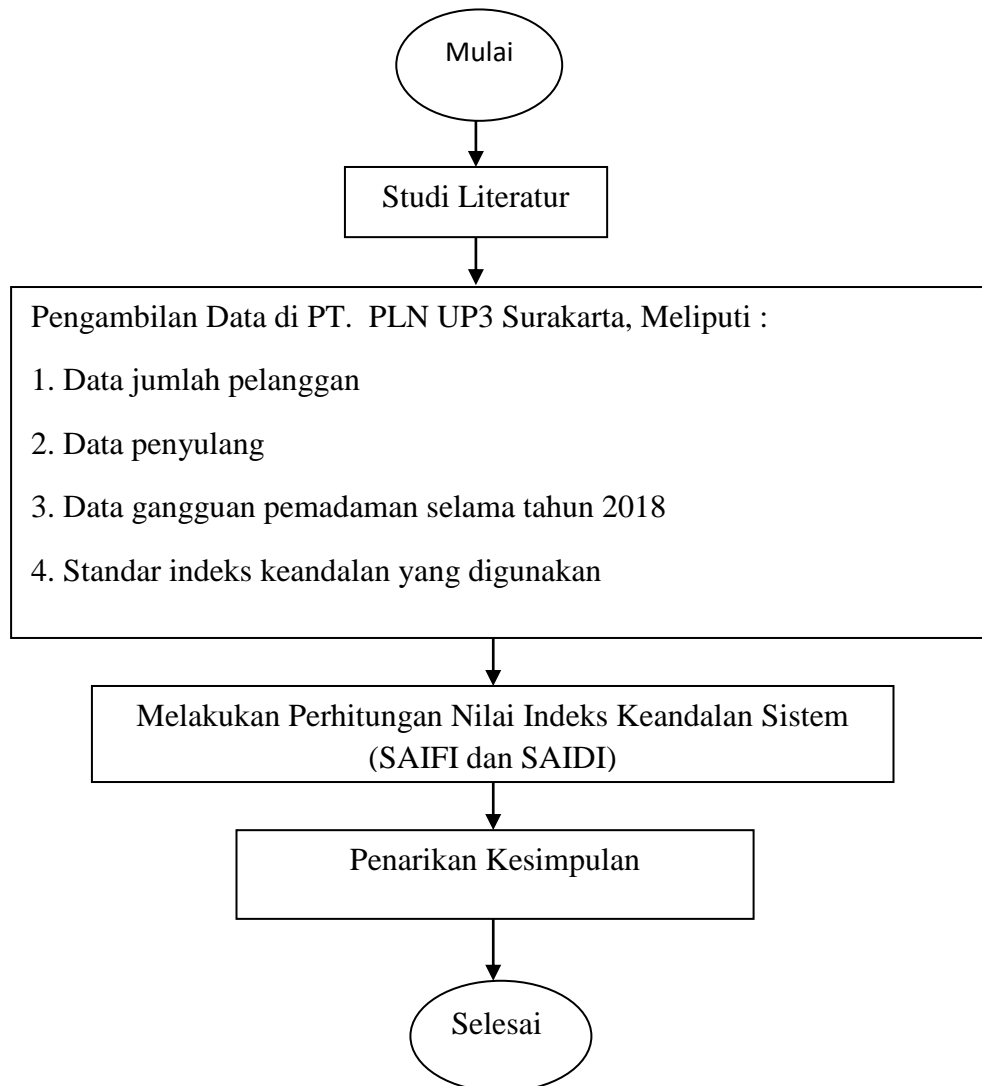 Mulai
Studi Literatur
Pengambilan Data di PT. PLN UP3 Surakarta, Meliputi :
1. Data jumlah pelanggan
2. Data penyulang
3. Data gangguan pemadaman selama tahun 2018
4. Standar indeks keandalan yang digunakan
Melakukan Perhitungan Nilai Indeks Keandalan Sistem
(SAIFI dan SAIDI)
Penarikan Kesimpulan
Selesai